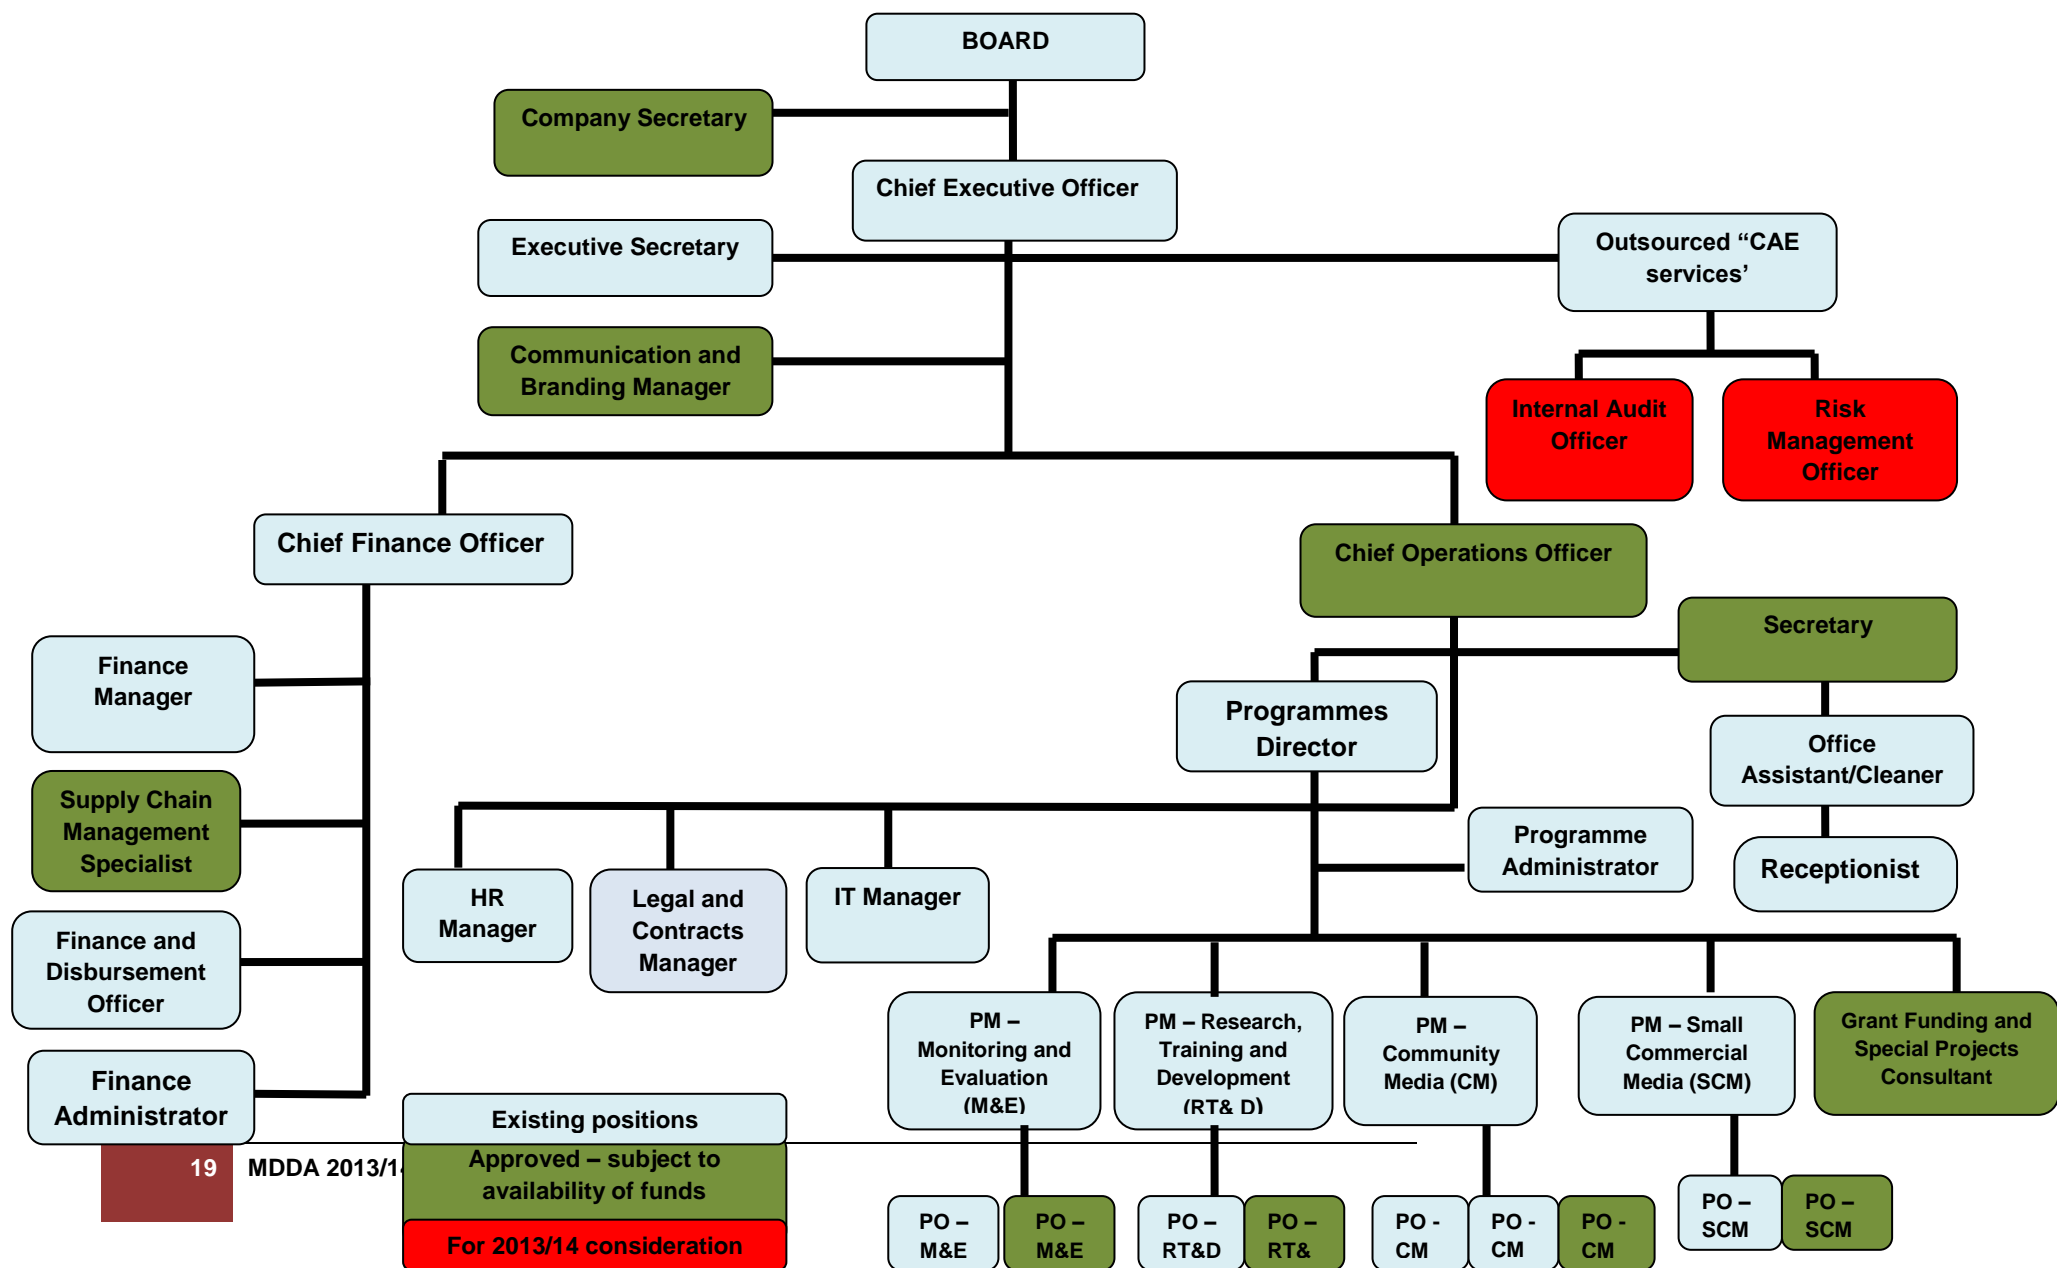 BOARD
Company Secretary
Chief Executive Officer
Executive Secretary
Outsourced “CAE
services’
Communication and
Branding Manager
Internal Audit
Officer
Risk
Management
Officer
Chief Finance Officer
Chief Operations Officer
Secretary
Finance
Manager
Programmes
Director
Office
Assistant/Cleaner
Supply Chain
Management
Specialist
Programme
Administrator
Receptionist
HR
Manager
Legal and
Contracts
Manager
IT Manager
Finance and
Disbursement
Officer
PM –
Monitoring and
Evaluation
(M&E)
PM – Research,
Training and
Development
(RT& D)
PM –
Community
Media (CM)
PM – Small
Commercial
Media (SCM)
Grant Funding and
Special Projects
Consultant
Finance
Administrator
Existing positions
Approved – subject to
availability of funds
For 2013/14 consideration
19 MDDA 2013/14
PO –
M&E
PO –
M&E
PO –
RT&D
PO –
RT&
PO -
CM
PO -
CM
PO -
CM
PO –
SCM
PO –
SCM